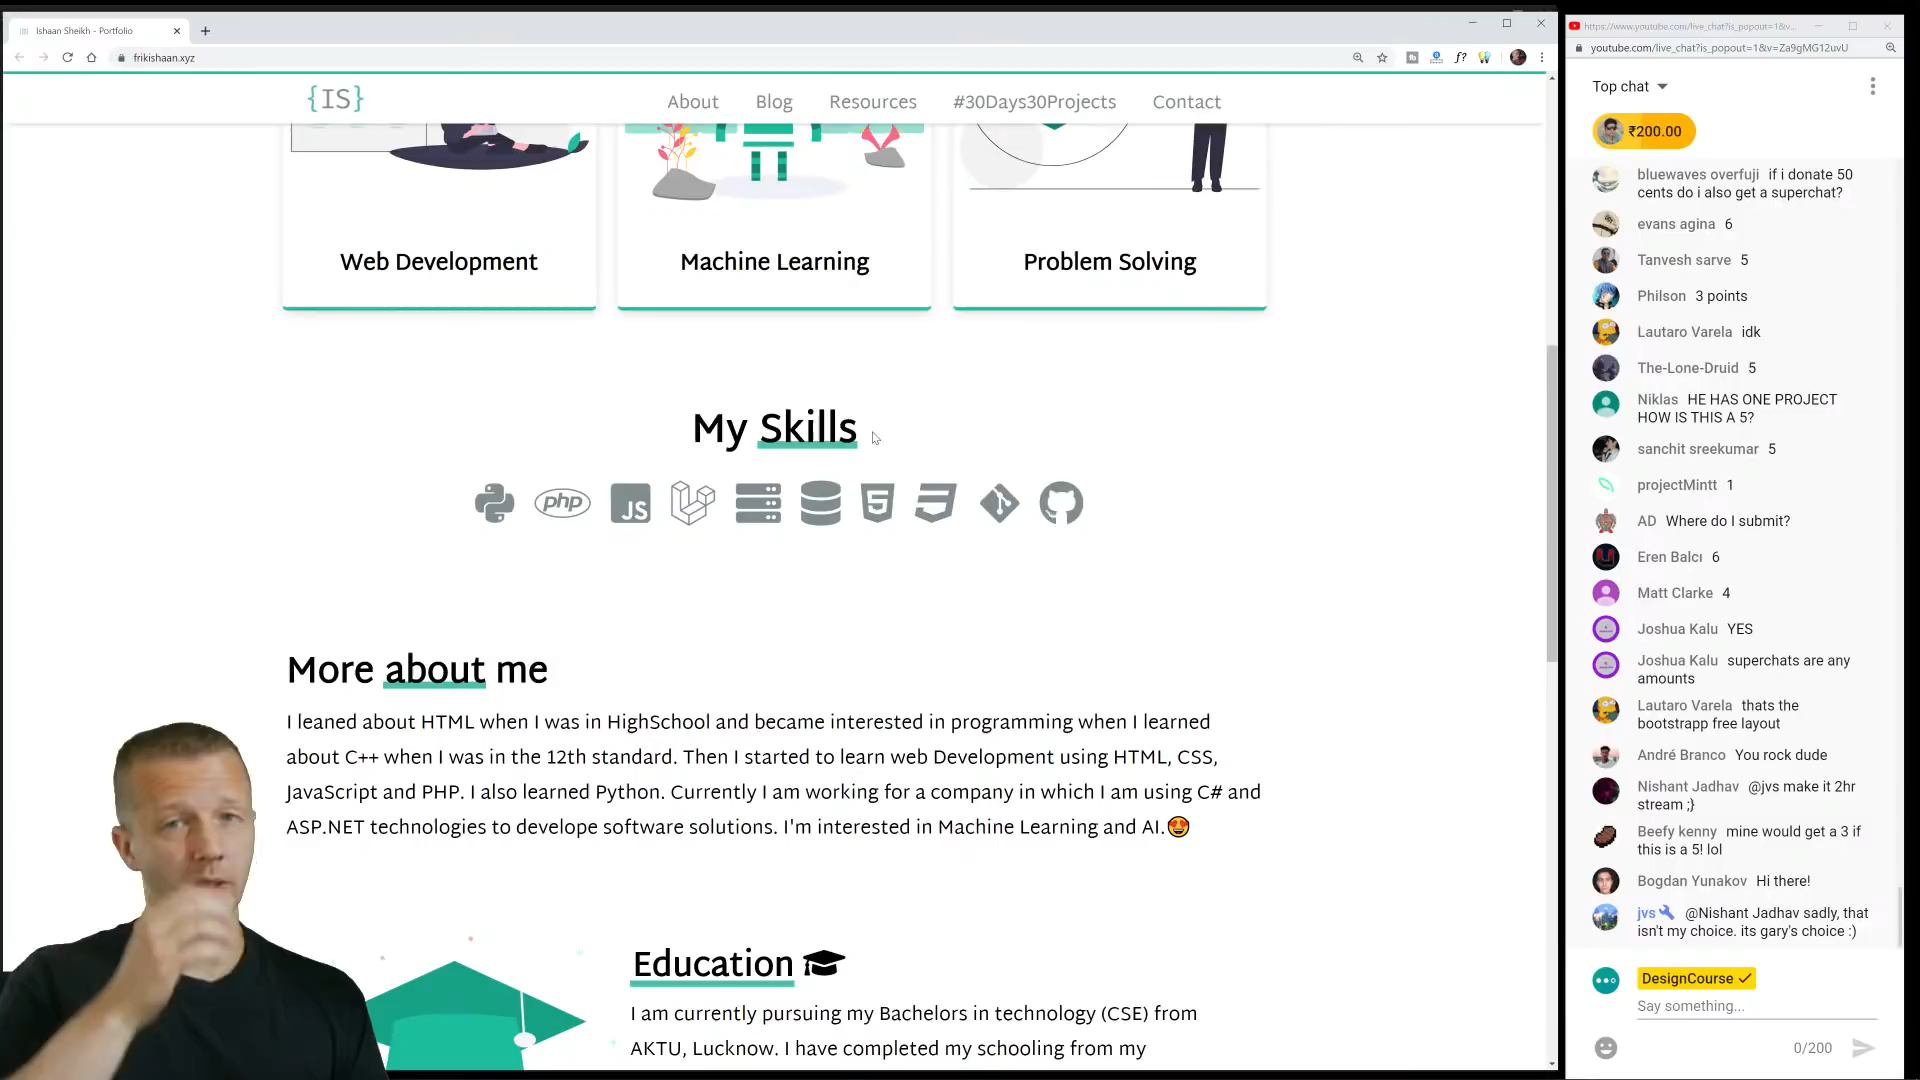 Ishaan Sheikh - Portfolio
frikishaan.xyz
{IS}
About
Blog
Resources
#30Days30Projects
Contact
Web Development
Machine Learning
Problem Solving
My Skills
php
JS
More about me
I leaned about HTML when I was in HighSchool and became interested in programming when I learned
about C++ when I was in the 12th standard. Then I started to learn web Development using HTML, CSS,
JavaScript and PHP. I also learned Python. Currently I am working for a company in which I am using C# and
ASP.NET technologies to develope software solutions. I'm interested in Machine Learning and AI.😍
Education
I am currently pursuing my Bachelors in technology (CSE) from
AKTU, Lucknow. I have completed my schooling from my
https://www.youtube.com/live_chat?is_popout=1&v...
youtube.com/live_chat?is_popout=1&v=Za9gMG12uvU
Top chat
₹200.00
bluewaves overfuji if i donate 50
cents do i also get a superchat?
evans agina 6
Tanvesh sarve 5
Philson 3 points
Lautaro Varela idk
The-Lone-Druid 5
Niklas HE HAS ONE PROJECT
HOW IS THIS A 5?
sanchit sreekumar 5
projectMintt 1
AD Where do I submit?
Eren Balcı 6
Matt Clarke 4
Joshua Kalu YES
Joshua Kalu superchats are any
amounts
Lautaro Varela thats the
bootstrapp free layout
André Branco You rock dude
Nishant Jadhav @jvs make it 2hr
stream ;}
Beefy kenny mine would get a 3 if
this is a 5! lol
Bogdan Yunakov Hi there!
jvs @Nishant Jadhav sadly, that
isn't my choice. its gary's choice :)
DesignCourse
Say something...
0/200